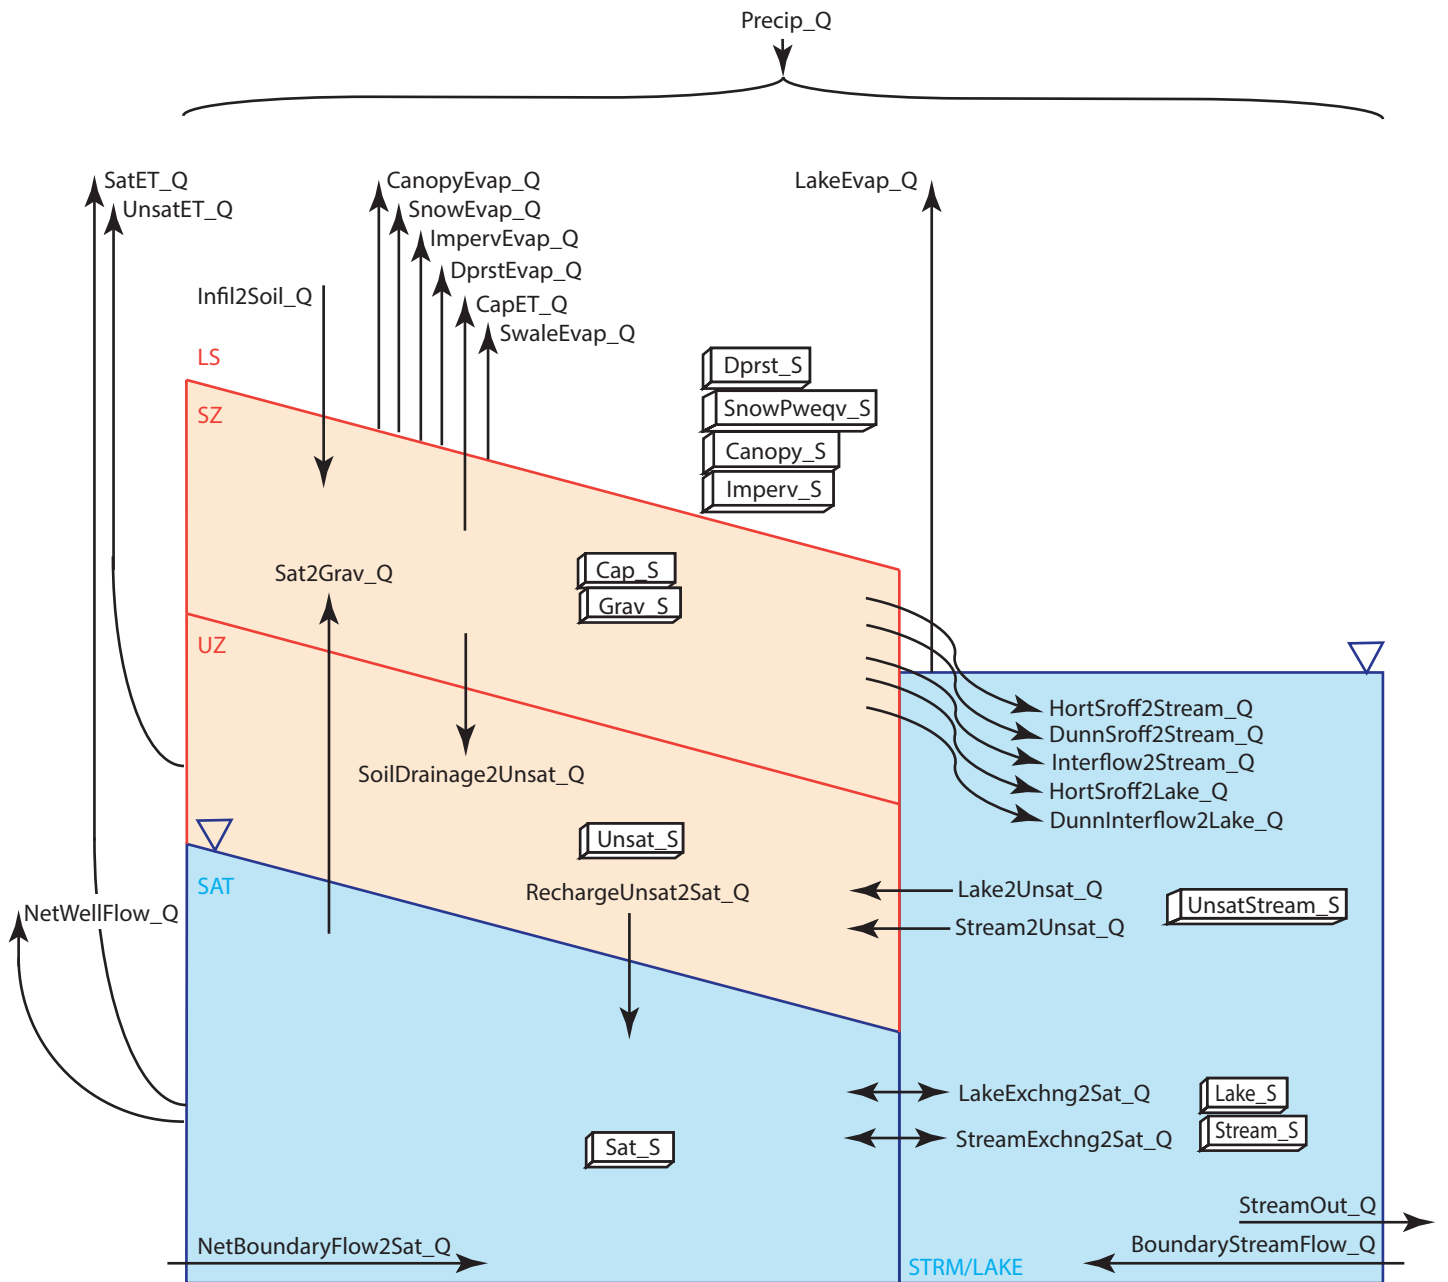 Precip_Q
SatET_Q
UnsatET_Q
CanopyEvap_Q
SnowEvap_Q
ImpervEvap_Q
DprstEvap_Q
CapET_Q
SwaleEvap_Q
LakeEvap_Q
Infil2Soil_Q
LS
SZ
Dprst_S
SnowPweqv_S
Canopy_S
Imperv_S
Sat2Grav_Q
Cap_S
Grav_S
UZ
HortSroff2Stream_Q
DunnSroff2Stream_Q
Interflow2Stream_Q
HortSroff2Lake_Q
DunnInterflow2Lake_Q
SoilDrainage2Unsat_Q
Unsat_S
SAT
RechargeUnsat2Sat_Q
Lake2Unsat_Q
UnsatStream_S
NetWellFlow_Q
Stream2Unsat_Q
LakeExchng2Sat_Q
Lake_S
StreamExchng2Sat_Q
Stream_S
Sat_S
StreamOut_Q
NetBoundaryFlow2Sat_Q
BoundaryStreamFlow_Q
STRM/LAKE